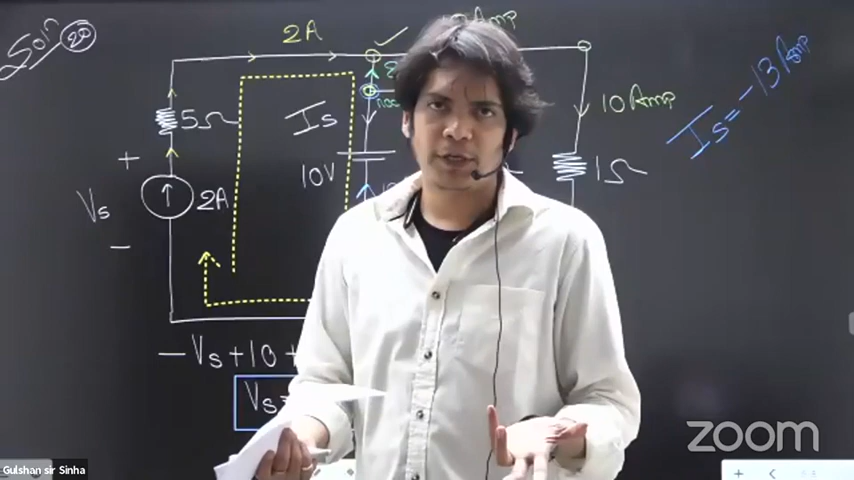 Soln 20
2A
10 Amp
Is = -13 Amp
5Ω
Is
1Ω
10V
+
Vs
2A
-
-Vs+10+
Vs=
zoom
Gulshan sir Sinha